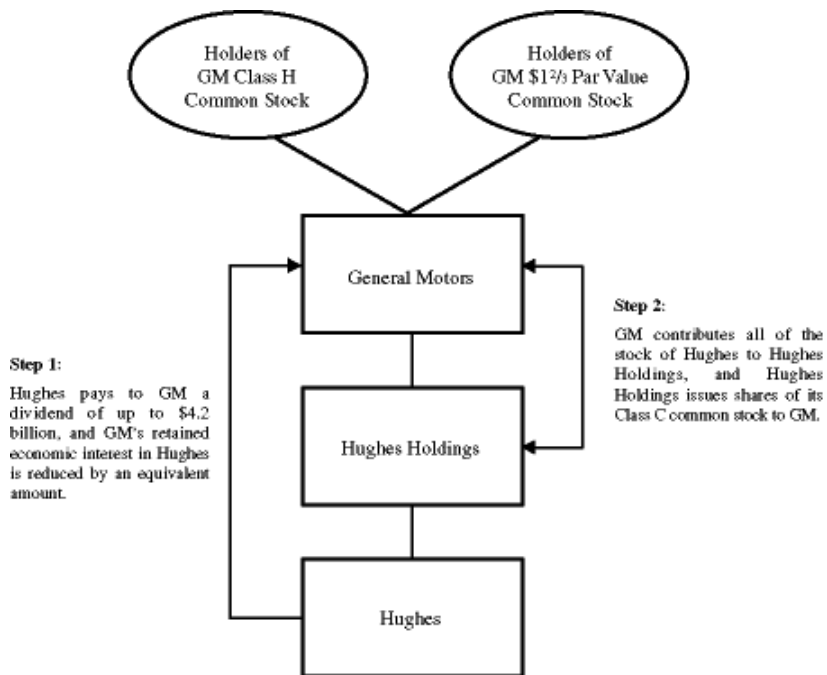 Holders of
GM Class H
Common Stock
Holders of
GM $1 2/3 Par Value
Common Stock
General Motors
Step 2:
GM contributes all of the
stock of Hughes to Hughes
Holdings, and Hughes
Holdings issues shares of its
Class C common stock to GM.
Step 1:
Hughes pays to GM a
dividend of up to $4.2
billion, and GM's retained
economic interest in Hughes
is reduced by an equivalent
amount.
Hughes Holdings
Hughes